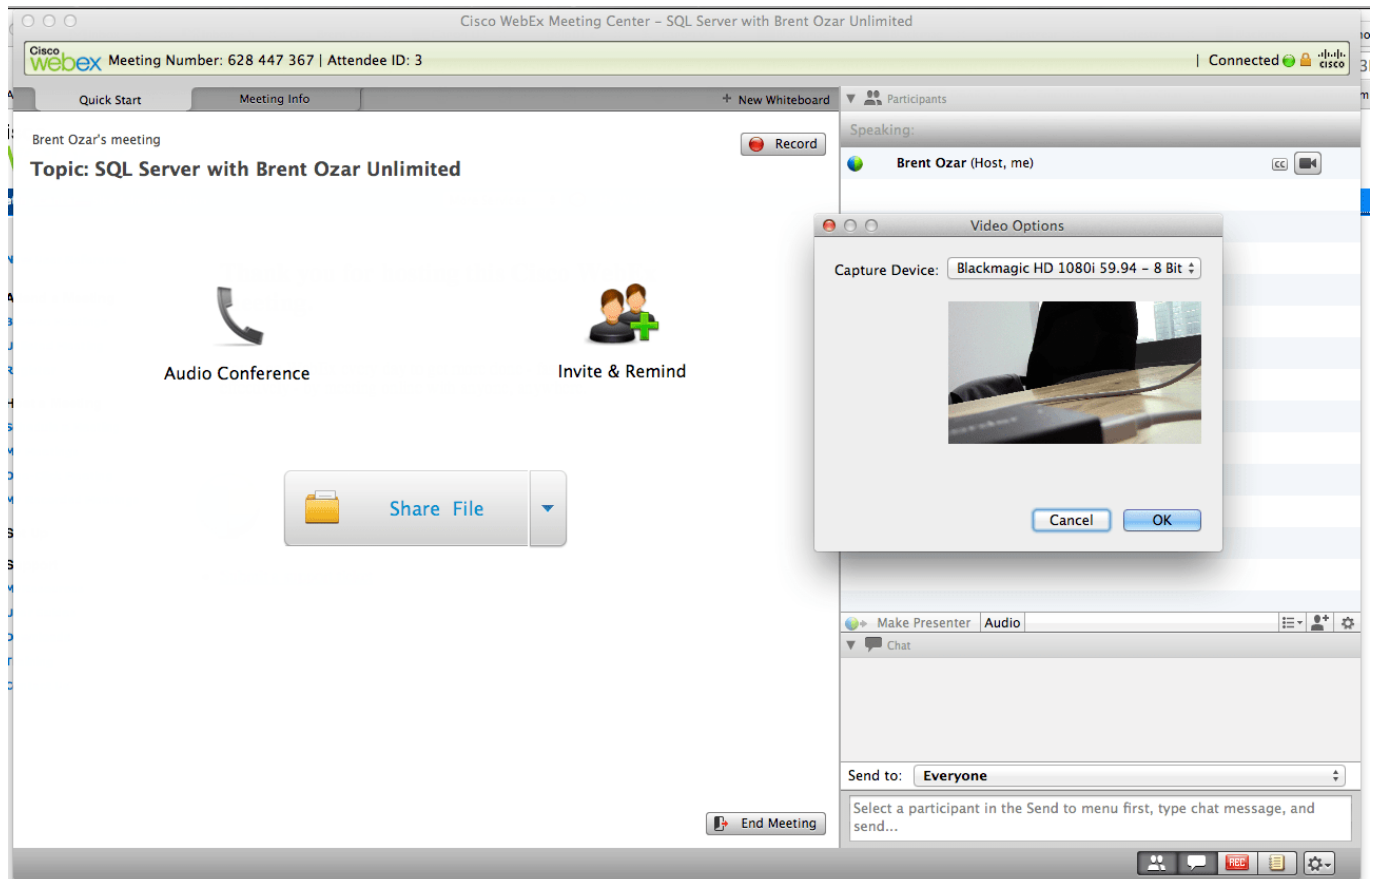 Cisco WebEx Meeting Center – SQL Server with Brent Ozar Unlimited
Cisco webex Meeting Number: 628 447 367 | Attendee ID: 3
| Connected cisco
Quick Start
Meeting Info
+ New Whiteboard
Participants
Brent Ozar's meeting
Record
Topic: SQL Server with Brent Ozar Unlimited
Speaking:
Brent Ozar (Host, me)
cc
Video Options
Capture Device: Blackmagic HD 1080i 59.94 – 8 Bit
Audio Conference
Invite & Remind
Share File
Cancel
OK
Make Presenter
Audio
Chat
Send to: Everyone
Select a participant in the Send to menu first, type chat message, and
send...
End Meeting
REC